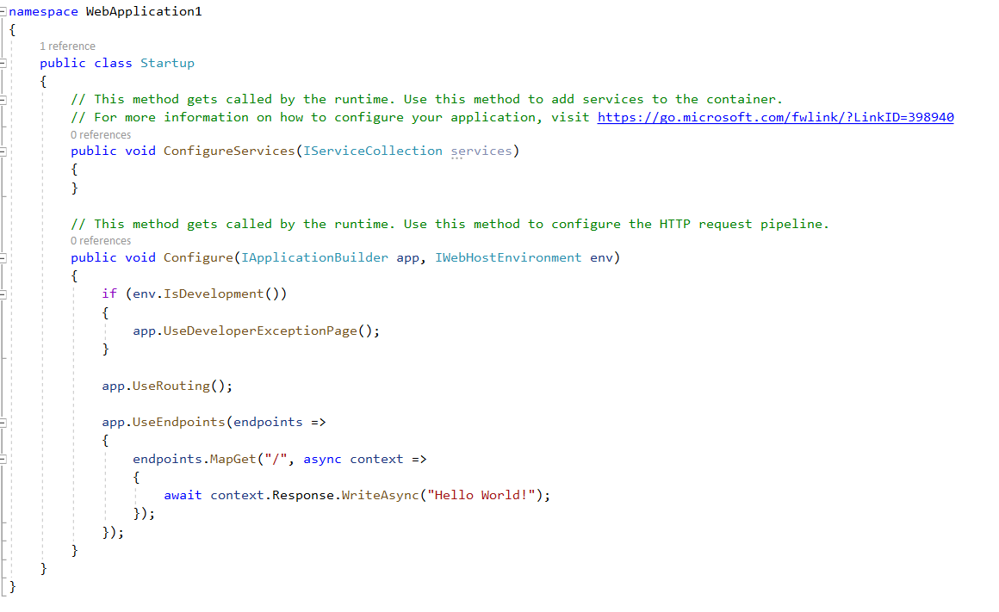 namespace WebApplication1
{
1 reference
public class Startup
{
// This method gets called by the runtime. Use this method to add services to the container.
// For more information on how to configure your application, visit https://go.microsoft.com/fwlink/?LinkID=398940
0 references
public void ConfigureServices(IServiceCollection services)
{
}
// This method gets called by the runtime. Use this method to configure the HTTP request pipeline.
0 references
public void Configure(IApplicationBuilder app, IWebHostEnvironment env)
{
if (env.IsDevelopment())
{
app.UseDeveloperExceptionPage();
}
app.UseRouting();
app.UseEndpoints(endpoints =>
{
endpoints.MapGet("/", async context =>
{
await context.Response.WriteAsync("Hello World!");
});
});
}
}
}